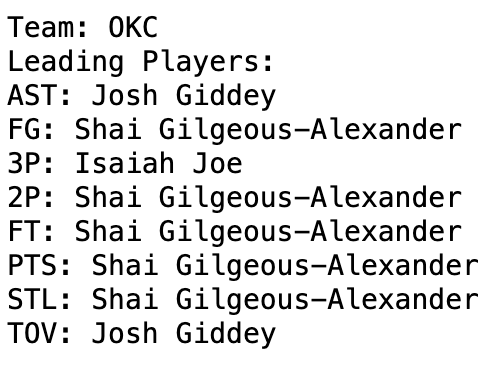 Team: OKC
Leading Players:
AST: Josh Giddey
FG: Shai Gilgeous-Alexander
3P: Isaiah Joe
2P: Shai Gilgeous-Alexander
FT: Shai Gilgeous-Alexander
PTS: Shai Gilgeous-Alexander
STL: Shai Gilgeous-Alexander
TOV: Josh Giddey